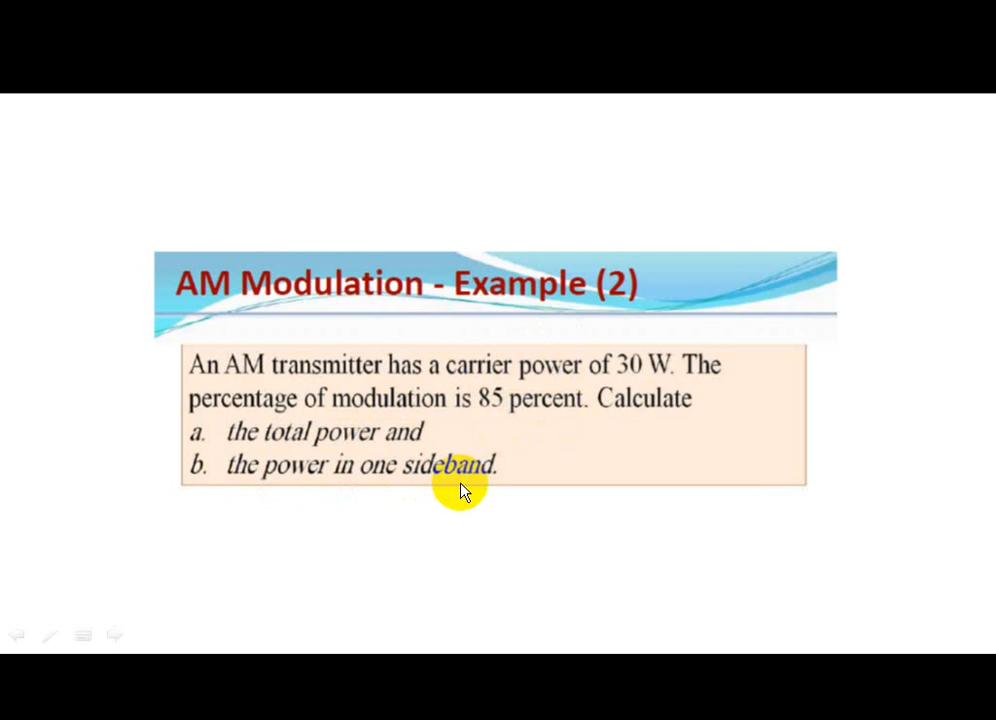 AM Modulation - Example (2)
An AM transmitter has a carrier power of 30 W. The
percentage of modulation is 85 percent. Calculate
a. the total power and
b. the power in one sideband.